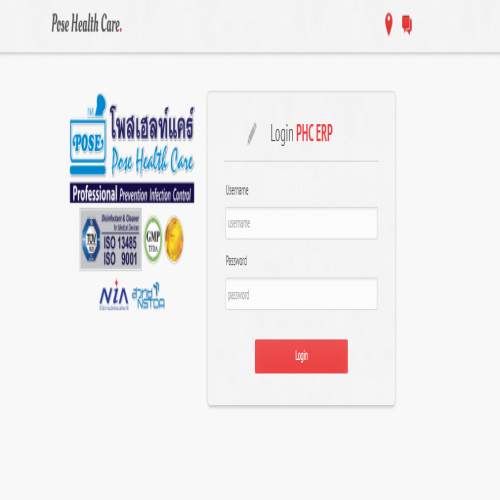 Pose Health Care.
โพสเฮลท์แคร์
POSE
Pose Health Care
Professional Prevention Infection Control
Disinfectant & Cleaner
for Medical Devices
TUV
ISO 13485
ISO 9001
GMP
NIA
สวทช
NSTDA
Login PHC ERP
Username
username
Password
password
Login